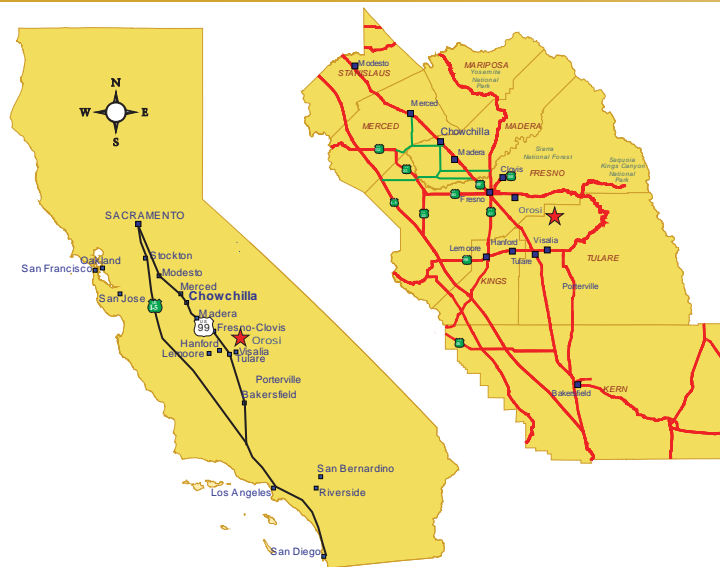 N
W E
S
SACRAMENTO
Stockton
Oakland
San Francisco
Modesto
Merced
San Jose
Chowchilla
Madera
99
Fresno-Clovis
Orosi
Hanford
Lemoore
Visalia
Tulare
Porterville
Bakersfield
San Bernardino
Los Angeles
Riverside
San Diego
Modesto
STANISLAUS
MARIPOSA
Yosemite
National
Park
Merced
MERCED
Chowchilla
MADERA
Madera
Sierra
National Forest
Sequoia
Kings Canyon
National
Park
Clovis
FRESNO
Fresno
Orosi
Lemoore
Hanford
Visalia
Tulare
TULARE
KINGS
Porterville
Bakersfield
KERN